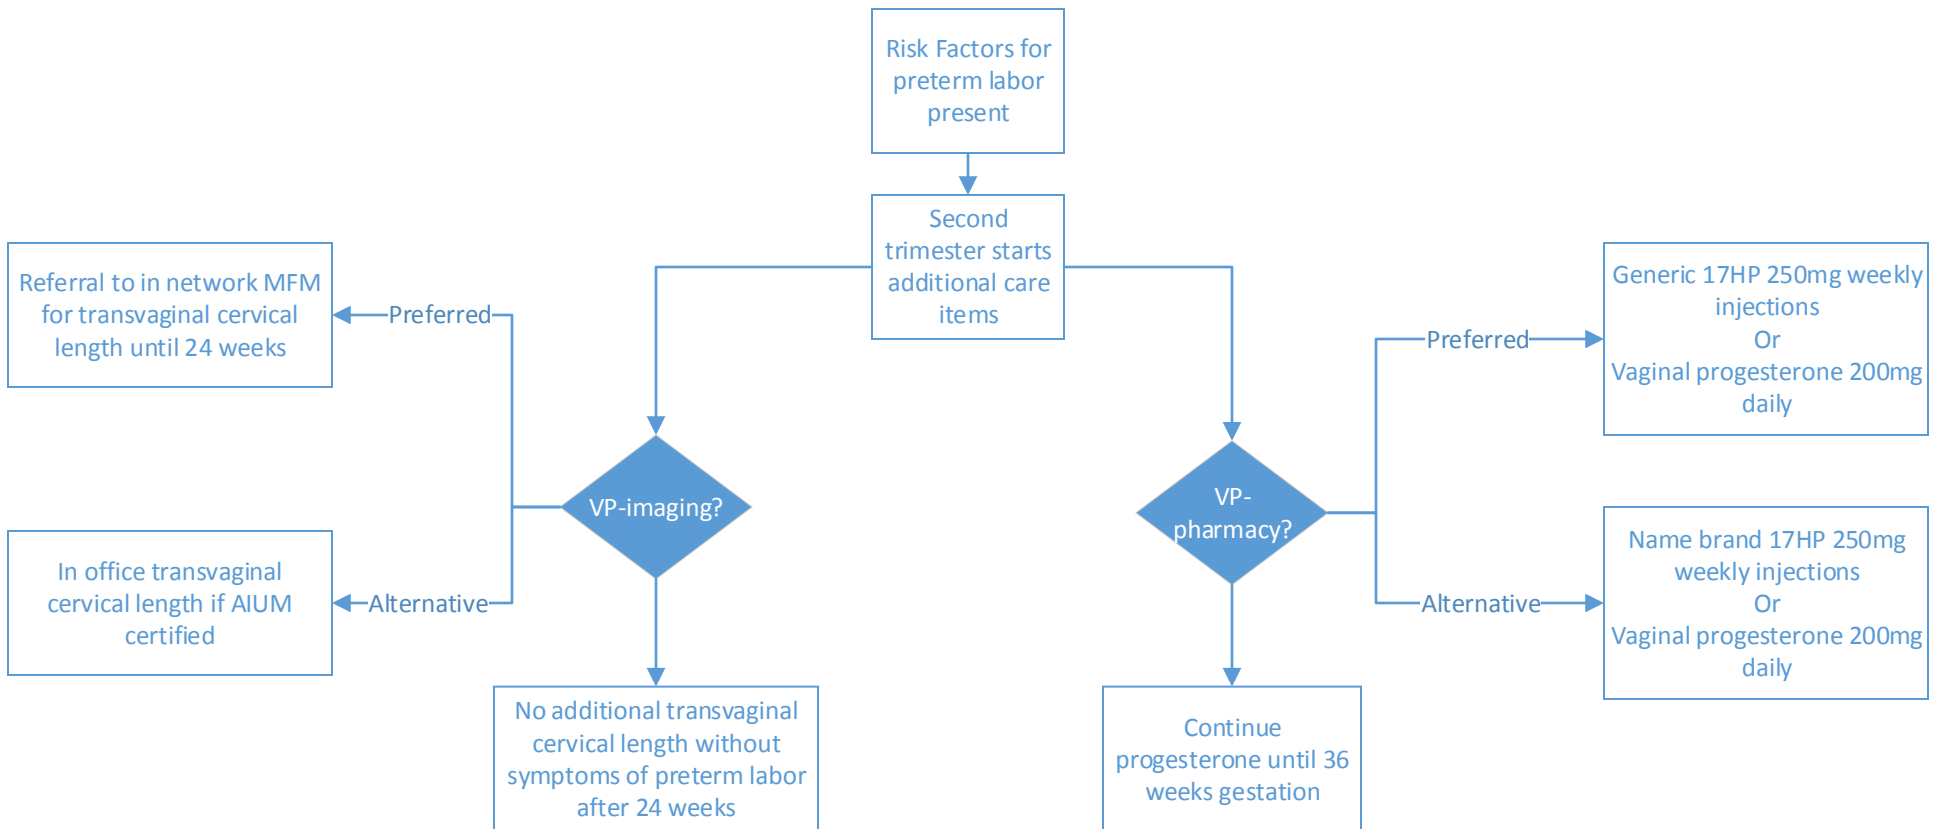 Risk Factors for
preterm labor
present
Second
trimester starts
additional care
items
Referral to in network MFM
for transvaginal cervical
length until 24 weeks
Preferred
In office transvaginal
cervical length if AIUM
certified
Alternative
VP-imaging?
No additional transvaginal
cervical length without
symptoms of preterm labor
after 24 weeks
VP-
pharmacy?
Preferred
Generic 17HP 250mg weekly
injections
Or
Vaginal progesterone 200mg
daily
Alternative
Name brand 17HP 250mg
weekly injections
Or
Vaginal progesterone 200mg
daily
Continue
progesterone until 36
weeks gestation